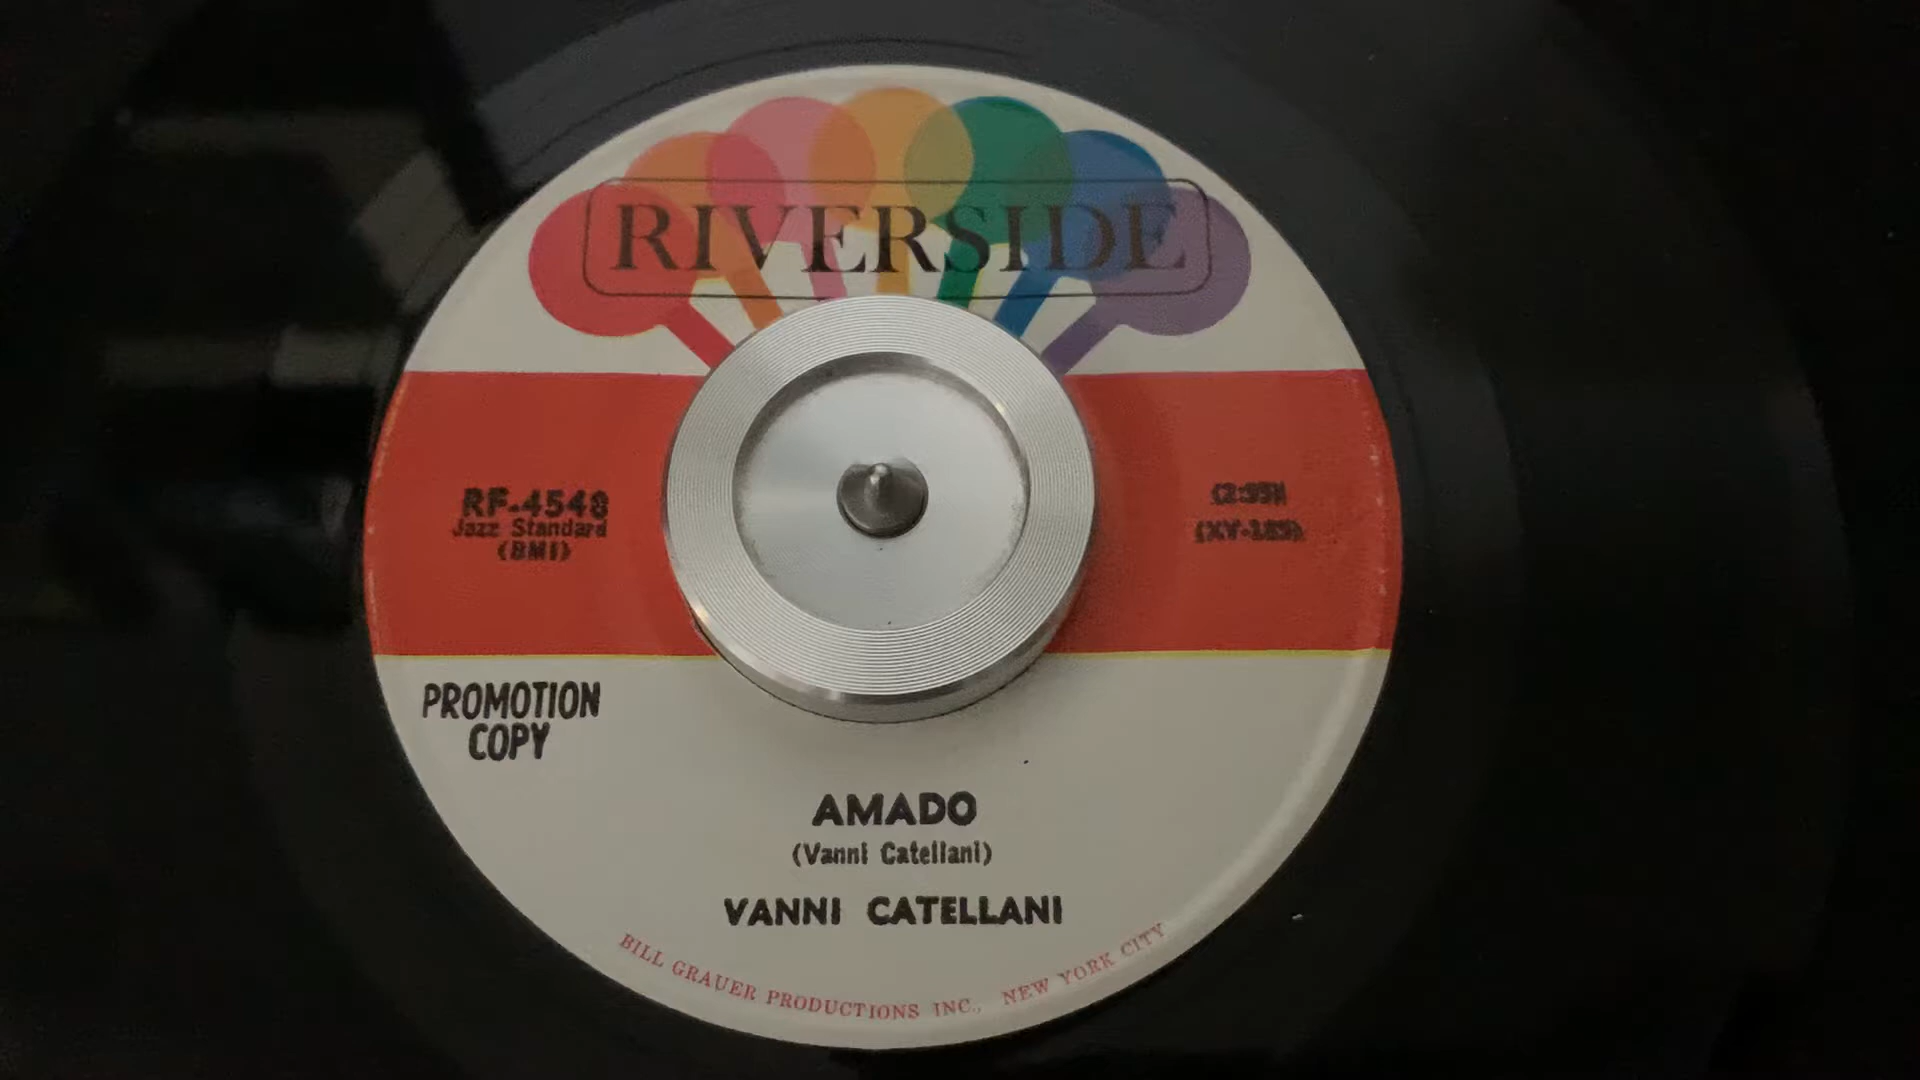 RIVERSIDE
RF-4548
Jazz Standard
(BMI)
PROMOTION
COPY
AMADO
(Vanni Catellani)
VANNI CATELLANI
BILL GRAUER PRODUCTIONS INC., NEW YORK CITY